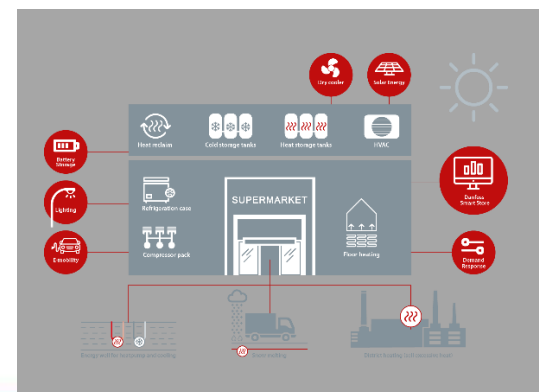 Dry cooler
Solar Energy
Heat reclaim
Cold storage tanks
Heat storage tanks
HVAC
Battery
Storage
Danfoss
Smart Store
Lighting
Refrigeration case
SUPERMARKET
E-mobility
Compressor pack
Floor heating
Demand
Response